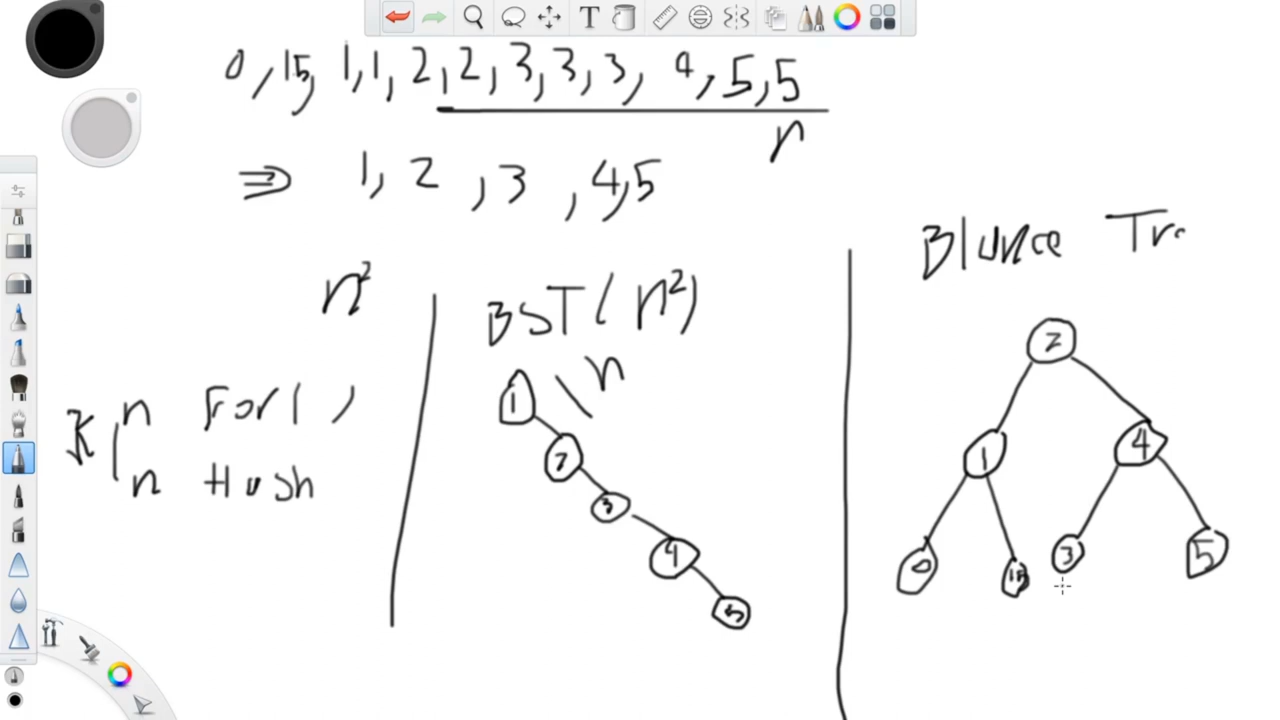 0, 15, 1, 1, 2, 2, 3, 3, 3, 4, 5, 5
n
⇒ 1, 2, 3, 4, 5
n²
n For( )
K
n Hash
BST( n²)
n
1
2
3
4
5
Blance
2
1
4
0
3
5